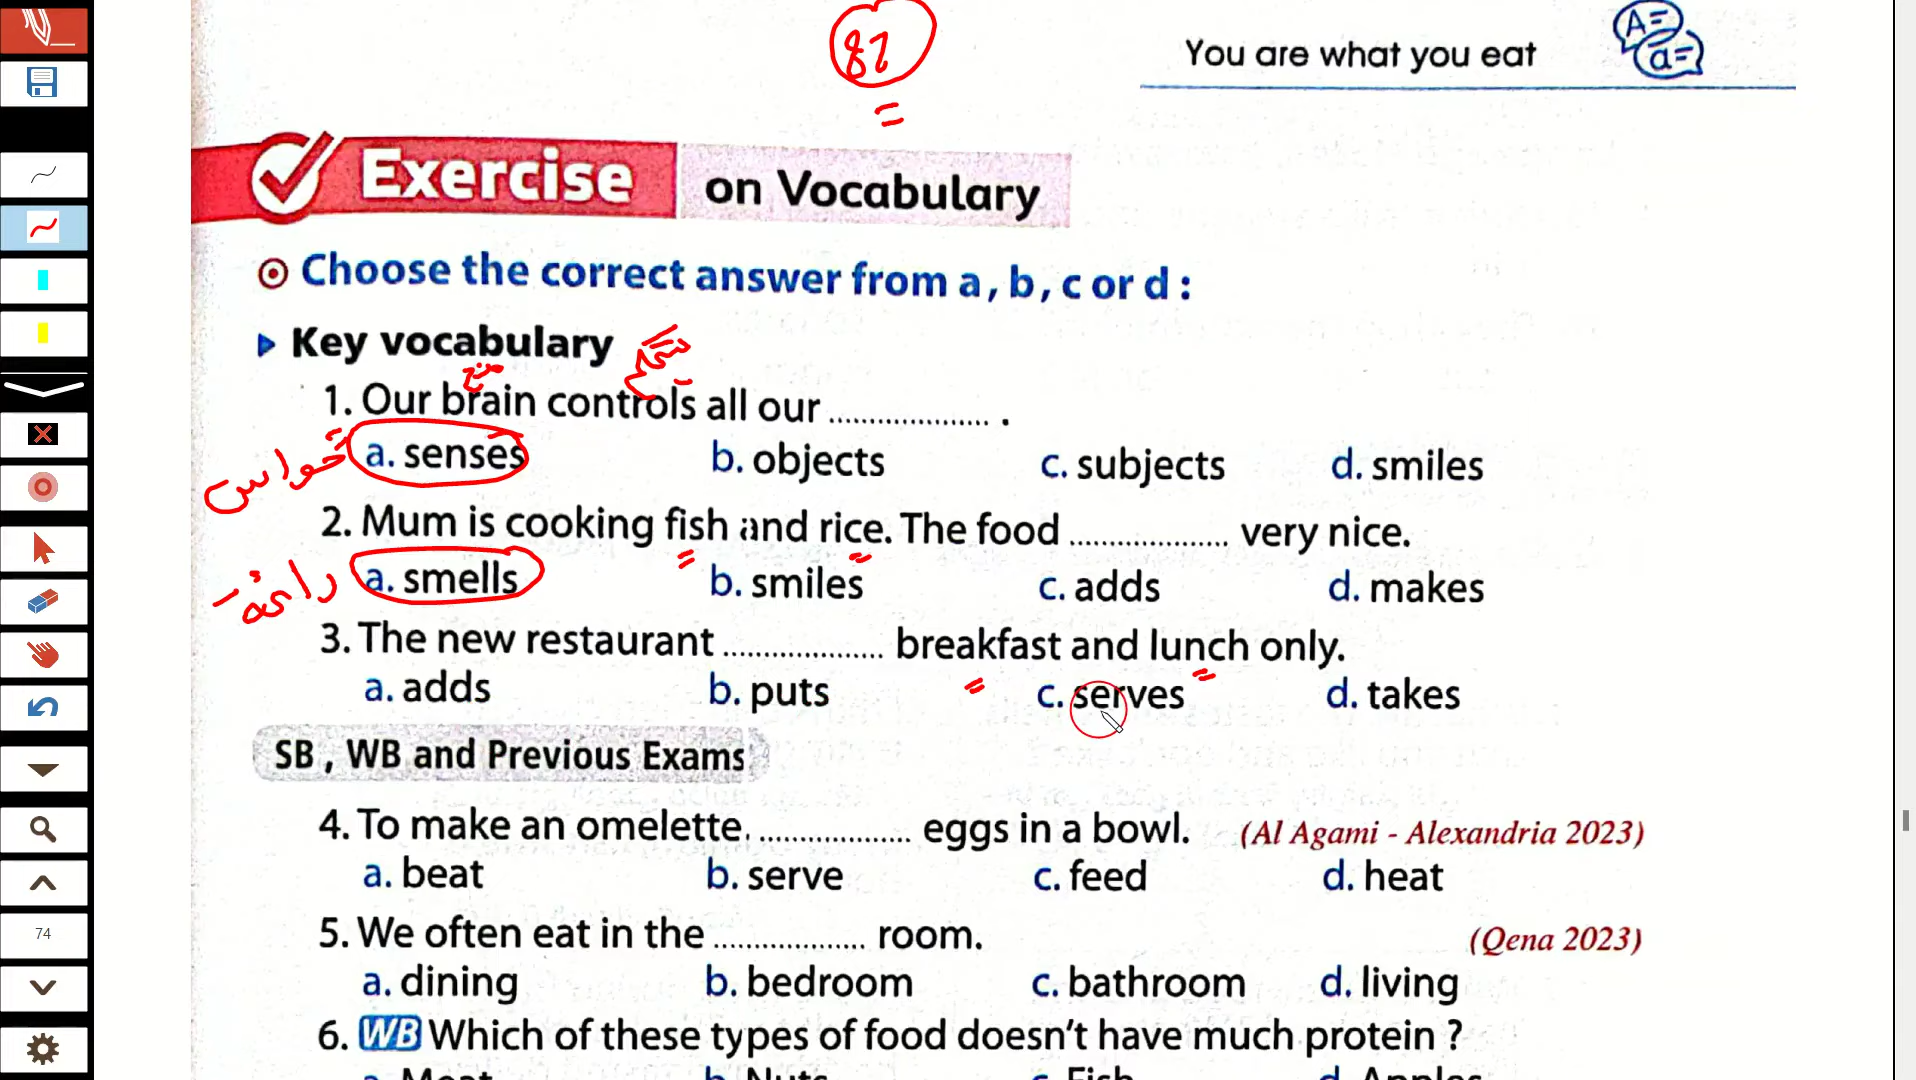 87
You are what you eat
A=
a=
Exercise on Vocabulary
Choose the correct answer from a, b, c or d :
Key vocabulary
مخ
1. Our brain controls all our .................. .
a. senses b. objects c. subjects d. smiles
حواس
2. Mum is cooking fish and rice. The food .................. very nice.
a. smells b. smiles c. adds d. makes
رائحة
3. The new restaurant .................. breakfast and lunch only.
a. adds b. puts c. serves d. takes
SB , WB and Previous Exams
4. To make an omelette, .................. eggs in a bowl. (Al Agami - Alexandria 2023)
a. beat b. serve c. feed d. heat
5. We often eat in the .................. room. (Qena 2023)
a. dining b. bedroom c. bathroom d. living
6. WB Which of these types of food doesn't have much protein ?
a. Meat b. Nuts c. Fish d. Apples
74